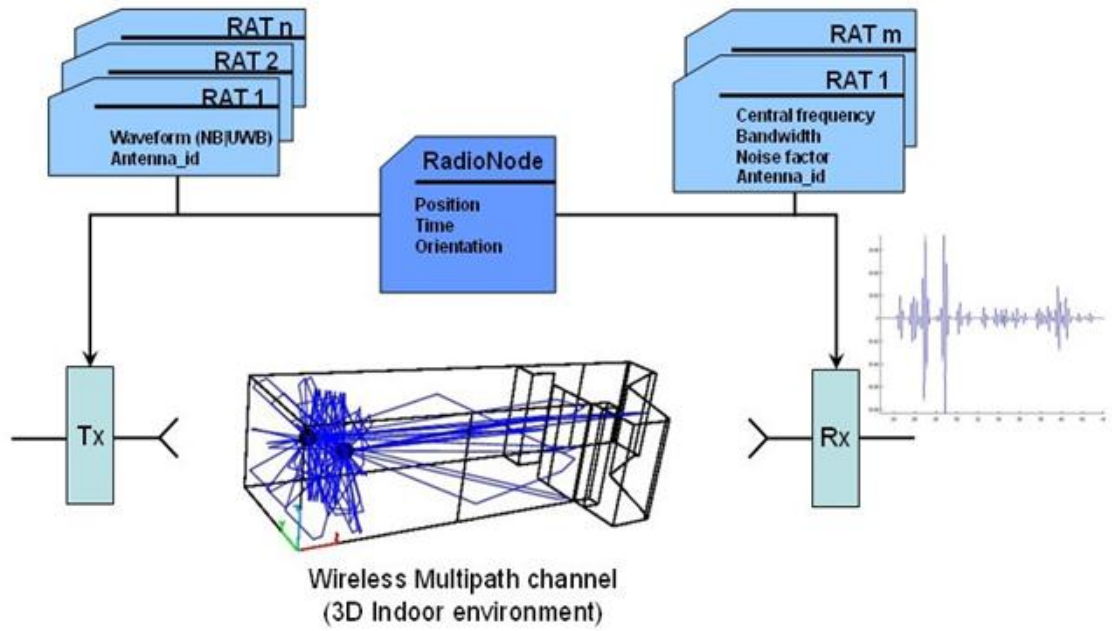 RAT n
RAT 2
RAT 1
Waveform (NB|UWB)
Antenna_id
RadioNode
Position
Time
Orientation
RAT m
RAT 1
Central frequency
Bandwidth
Noise factor
Antenna_id
Tx
Rx
Wireless Multipath channel
(3D Indoor environment)